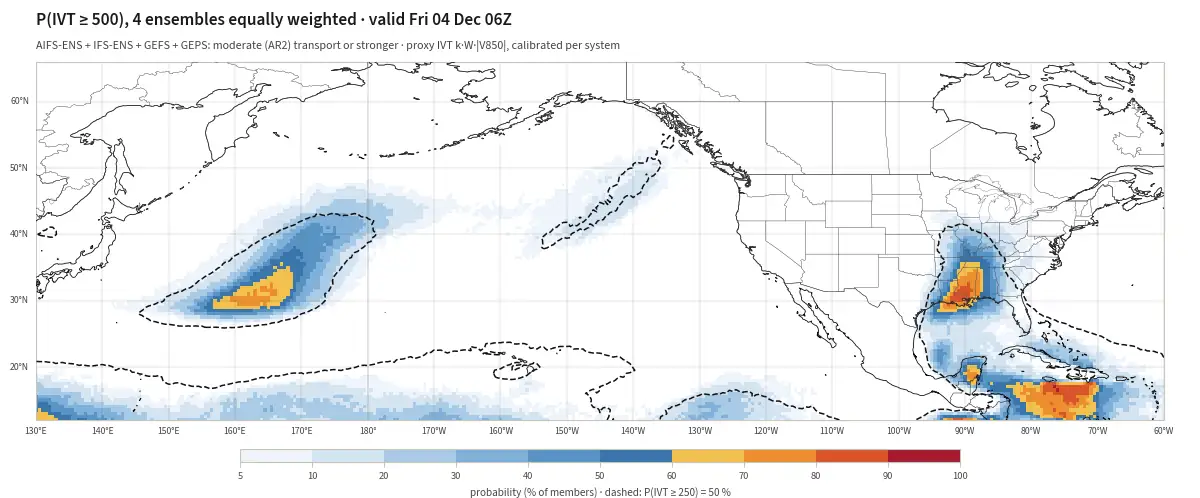 P(IVT ≥ 500), 4 ensembles equally weighted · valid Fri 04 Dec 06Z
AIFS-ENS + IFS-ENS + GEFS + GEPS: moderate (AR2) transport or stronger · proxy IVT k·W·|V850|, calibrated per system
60°N
50°N
40°N
30°N
20°N
130°E 140°E 150°E 160°E 170°E 180° 170°W 160°W 150°W 140°W 130°W 120°W 110°W 100°W 90°W 80°W 70°W 60°W
5 10 20 30 40 50 60 70 80 90 100
probability (% of members) · dashed: P(IVT ≥ 250) = 50 %